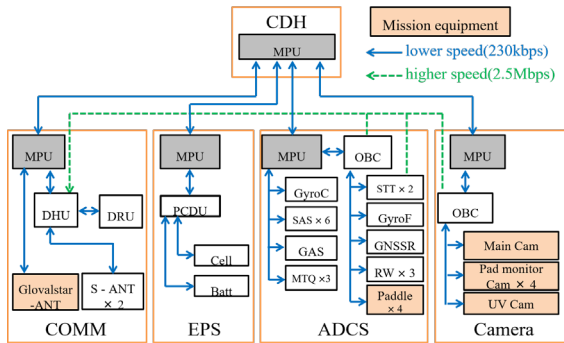 CDH
MPU
Mission equipment
lower speed(230kbps)
higher speed(2.5Mbps)
MPU
DHU
DRU
Glovalstar
-ANT
S - ANT
× 2
COMM
MPU
PCDU
Cell
Batt
EPS
MPU
OBC
GyroC
SAS × 6
GAS
MTQ ×3
STT × 2
GyroF
GNSSR
RW × 3
Paddle
× 4
ADCS
MPU
OBC
Main Cam
Pad monitor
Cam × 4
UV Cam
Camera